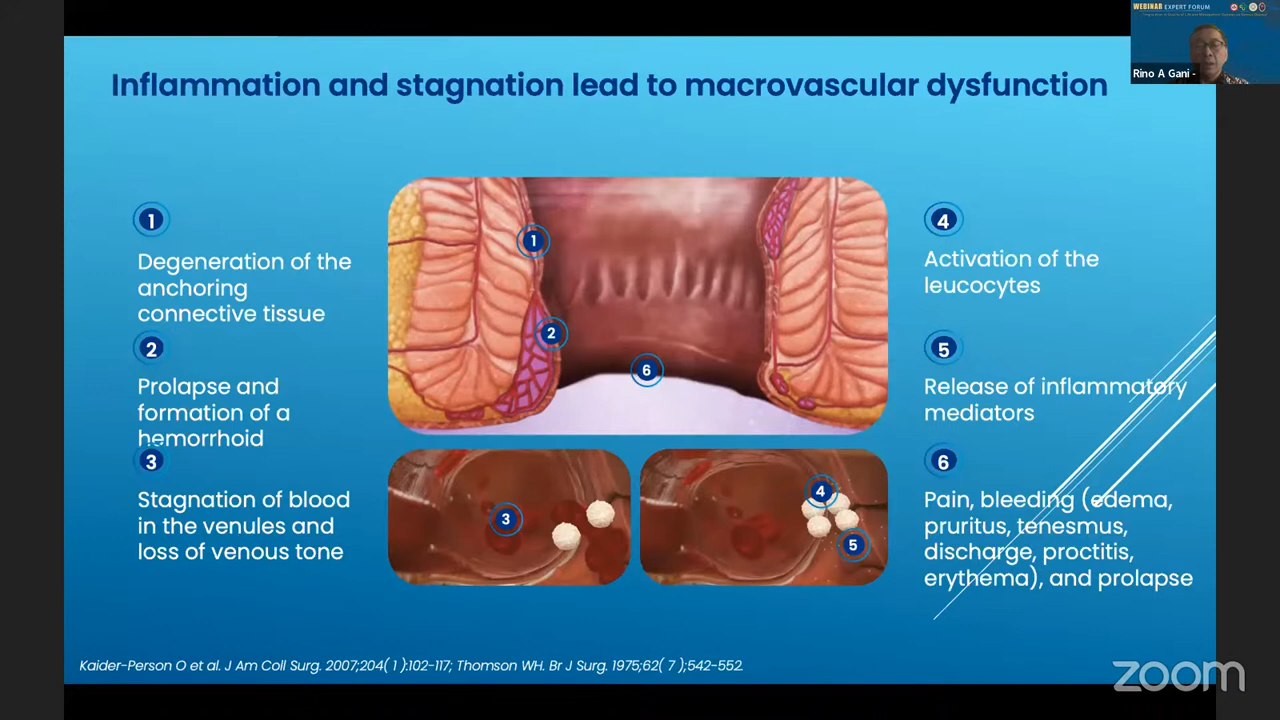 WEBINAR EXPERT FORUM
Rino A Gani -
Inflammation and stagnation lead to macrovascular dysfunction
1
Degeneration of the
anchoring
connective tissue
2
Prolapse and
formation of a
hemorrhoid
3
Stagnation of blood
in the venules and
loss of venous tone
1
2
6
3
4
5
4
Activation of the
leucocytes
5
Release of inflammatory
mediators
6
Pain, bleeding (edema,
pruritus, tenesmus,
discharge, proctitis,
erythema), and prolapse
Kaider-Person O et al. J Am Coll Surg. 2007;204( 1 ):102-117; Thomson WH. Br J Surg. 1975;62( 7 );542-552.
zoom